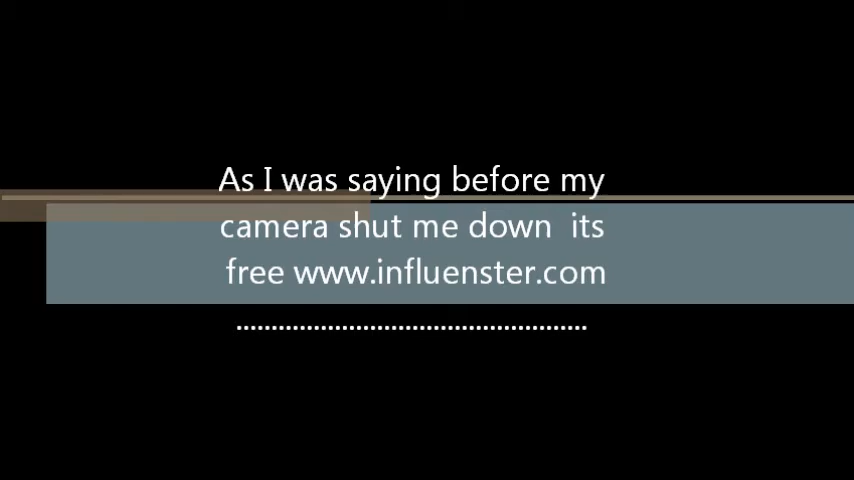 As I was saying before my
camera shut me down  its
free www.influenster.com
..................................................